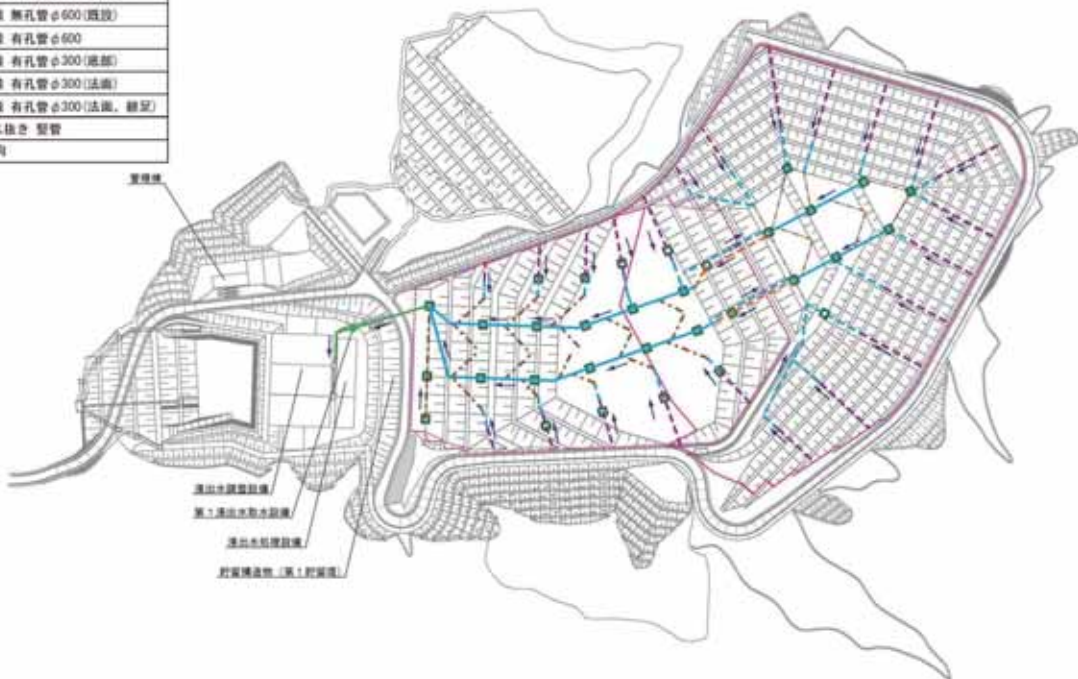 無孔管φ600(既設)
有孔管φ600
有孔管φ300(底部)
有孔管φ300(法面)
有孔管φ300(法面、継足)
抜き 竪管
管理棟
浸出水調整設備
第1浸出水取水設備
浸出水処理設備
貯留構造物(第1貯留堤)